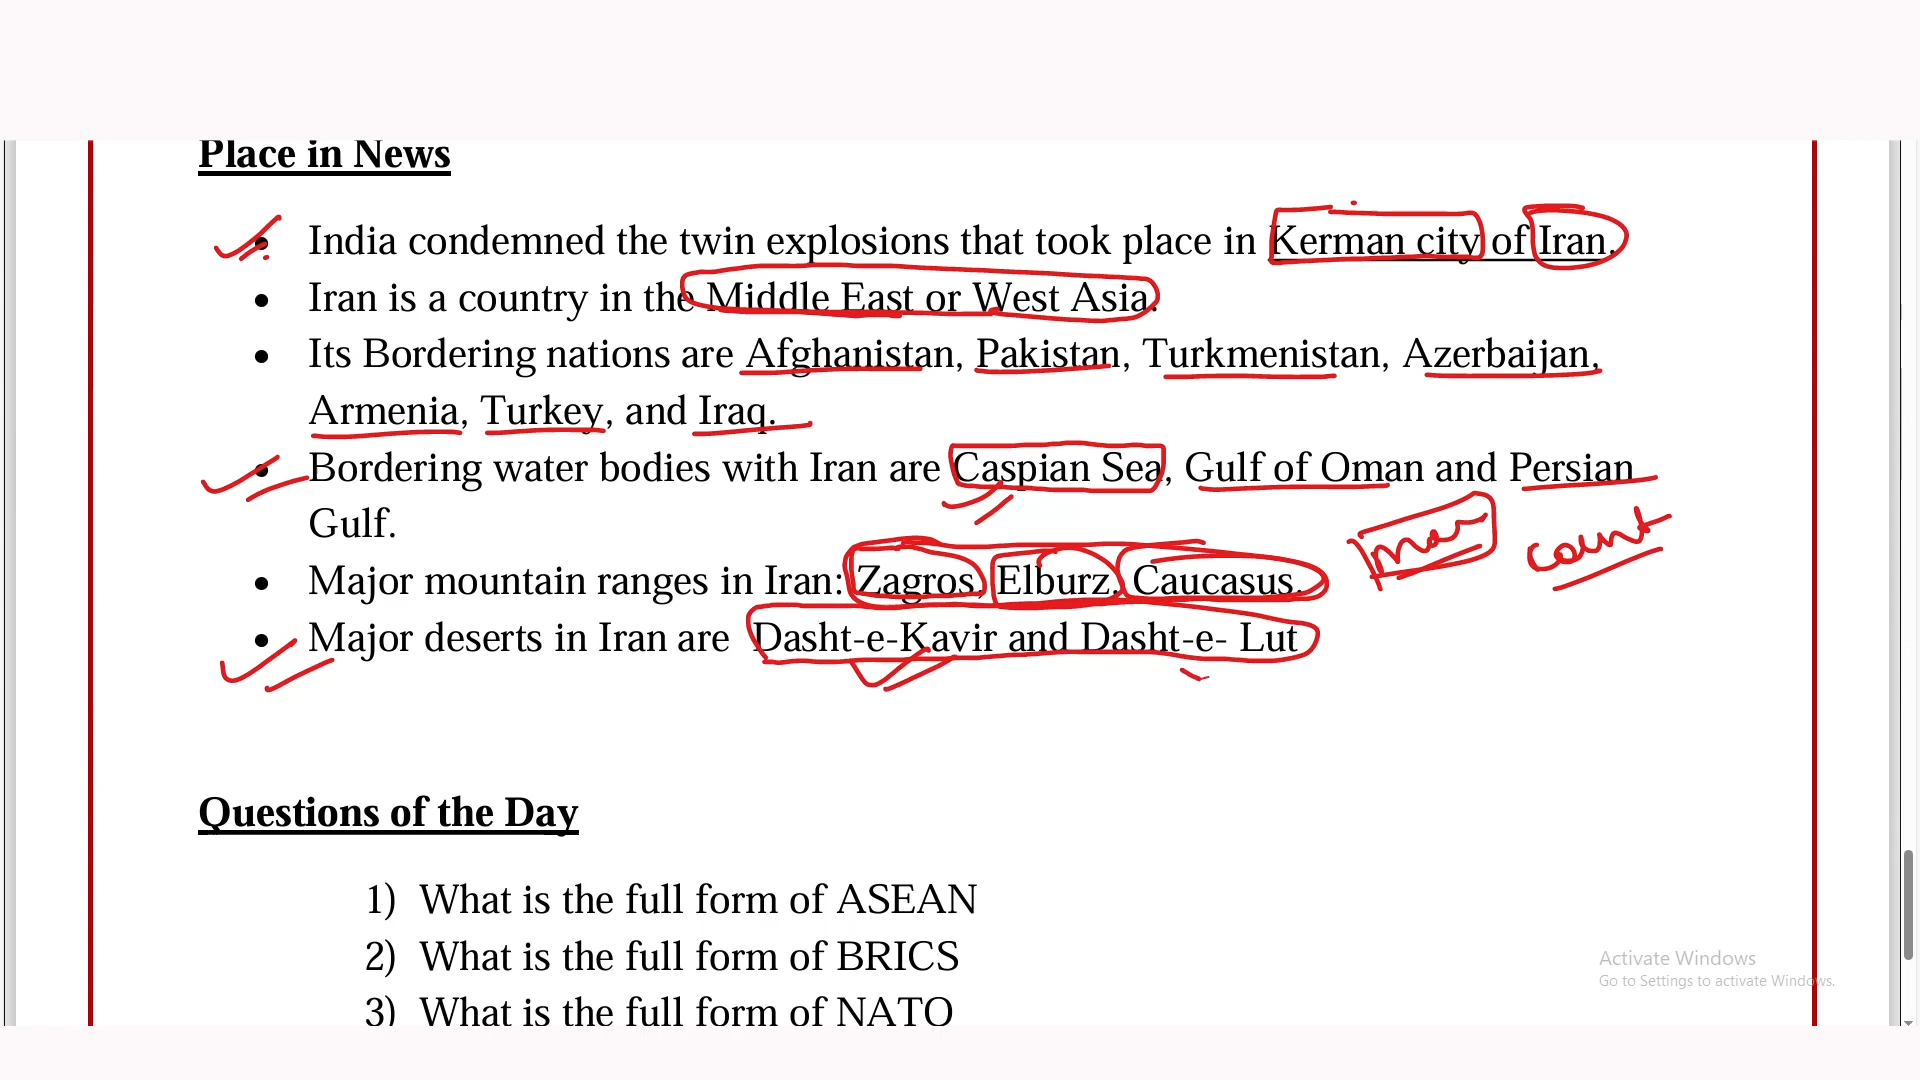 Place in News
• India condemned the twin explosions that took place in Kerman city of Iran.
• Iran is a country in the Middle East or West Asia.
• Its Bordering nations are Afghanistan, Pakistan, Turkmenistan, Azerbaijan,
Armenia, Turkey, and Iraq.
• Bordering water bodies with Iran are Caspian Sea, Gulf of Oman and Persian
Gulf.
count
• Major mountain ranges in Iran: Zagros, Elburz, Caucasus.
• Major deserts in Iran are Dasht-e-Kavir and Dasht-e- Lut
Questions of the Day
1) What is the full form of ASEAN
2) What is the full form of BRICS
3) What is the full form of NATO
Activate Windows
Go to Settings to activate Windows.